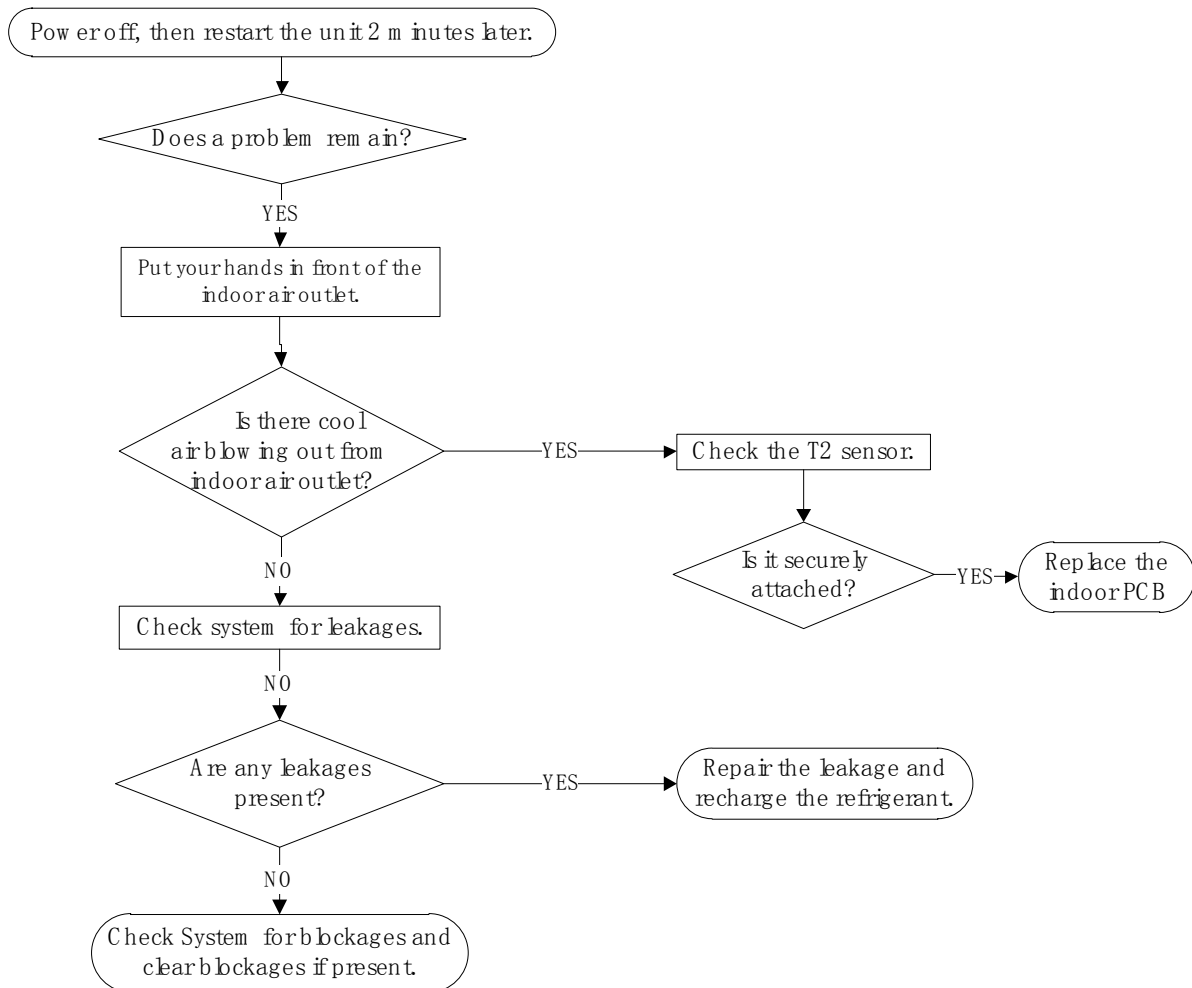 Power off, then restart the unit 2 minutes later.
Does a problem remain?
YES
Put your hands in front of the
indoor air outlet.
Is there cool
air blowing out from
indoor air outlet?
YES
Check the T2 sensor.
Is it securely
attached?
YES
Replace the
indoor PCB
NO
Check system for leakages.
NO
Are any leakages
present?
YES
Repair the leakage and
recharge the refrigerant.
NO
Check System for blockages and
clear blockages if present.